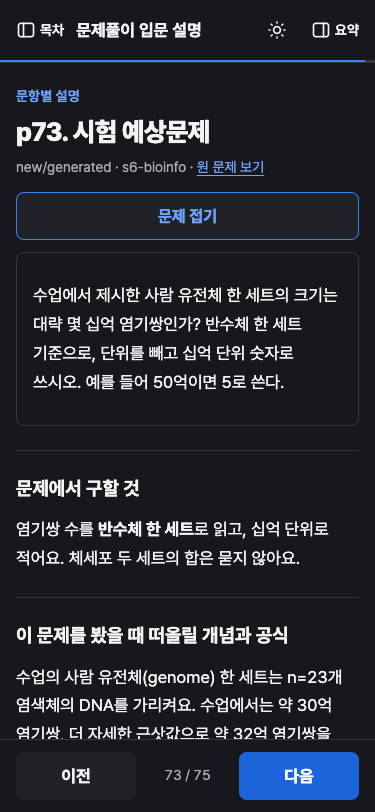 목차 문제풀이 입문 설명 요약
문항별 설명
p73. 시험 예상문제
new/generated · s6-bioinfo · 원 문제 보기
문제 접기
수업에서 제시한 사람 유전체 한 세트의 크기는
대략 몇 십억 염기쌍인가? 반수체 한 세트
기준으로, 단위를 빼고 십억 단위 숫자로
쓰시오. 예를 들어 50억이면 5로 쓴다.
문제에서 구할 것
염기쌍 수를 반수체 한 세트로 읽고, 십억 단위로
적어요. 체세포 두 세트의 합은 묻지 않아요.
이 문제를 봤을 때 떠올릴 개념과 공식
수업의 사람 유전체(genome) 한 세트는 n=23개
염색체의 DNA를 가리켜요. 수업에서는 약 30억
염기쌍, 더 자세한 근삿값으로 약 32억 염기쌍을
이전 73 / 75 다음